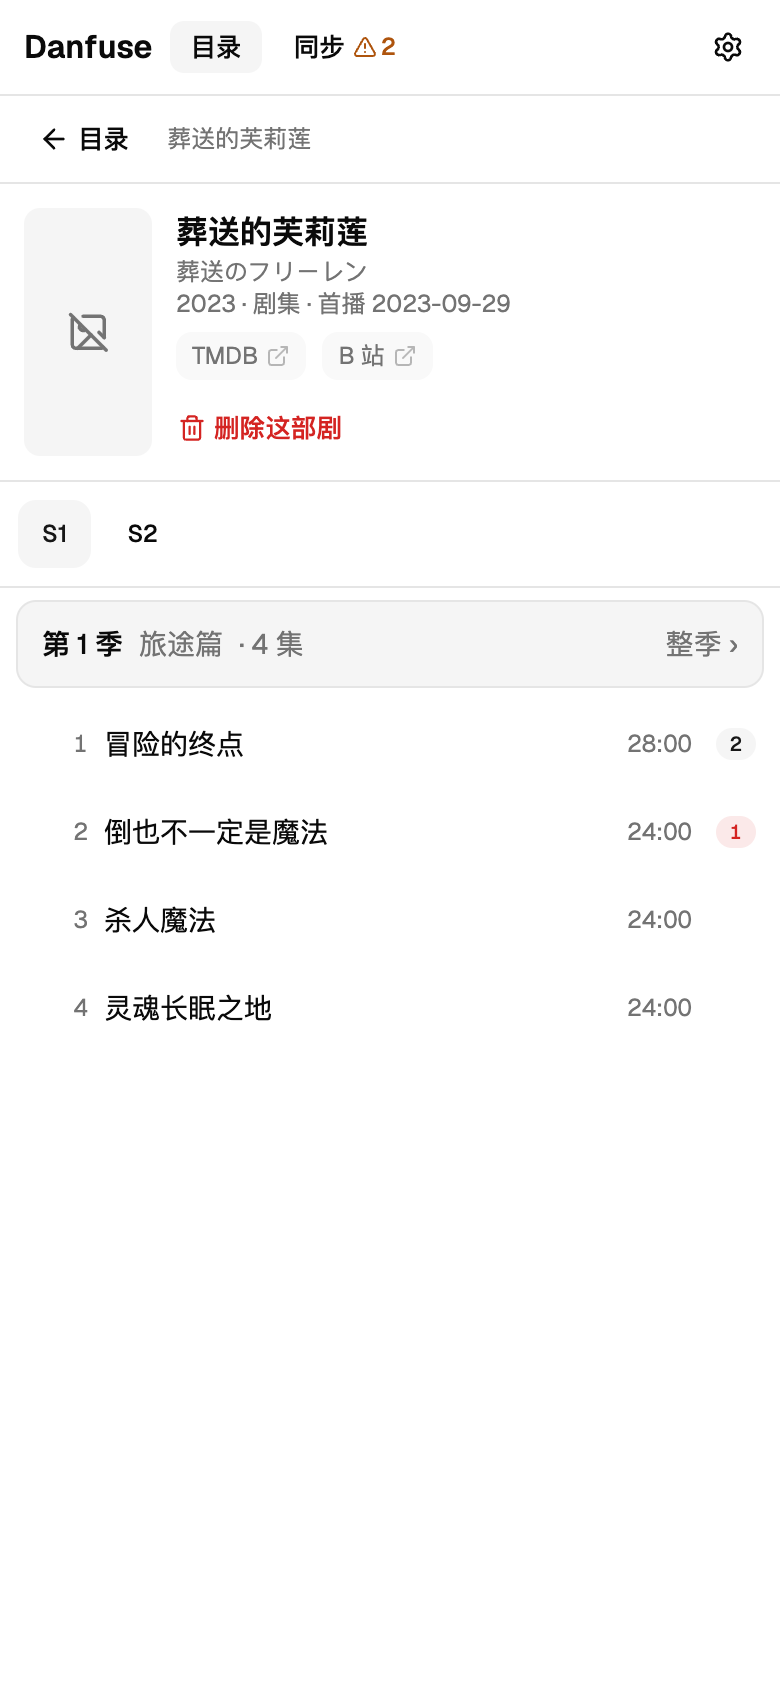 Danfuse 目录 同步 2
目录 葬送的芙莉莲
葬送的芙莉莲
葬送のフリーレン
2023 · 剧集 · 首播 2023-09-29
TMDB B 站
删除这部剧
S1 S2
第 1 季 旅途篇 · 4 集 整季 ›
1 冒险的终点 28:00 2
2 倒也不一定是魔法 24:00 1
3 杀人魔法 24:00
4 灵魂长眠之地 24:00